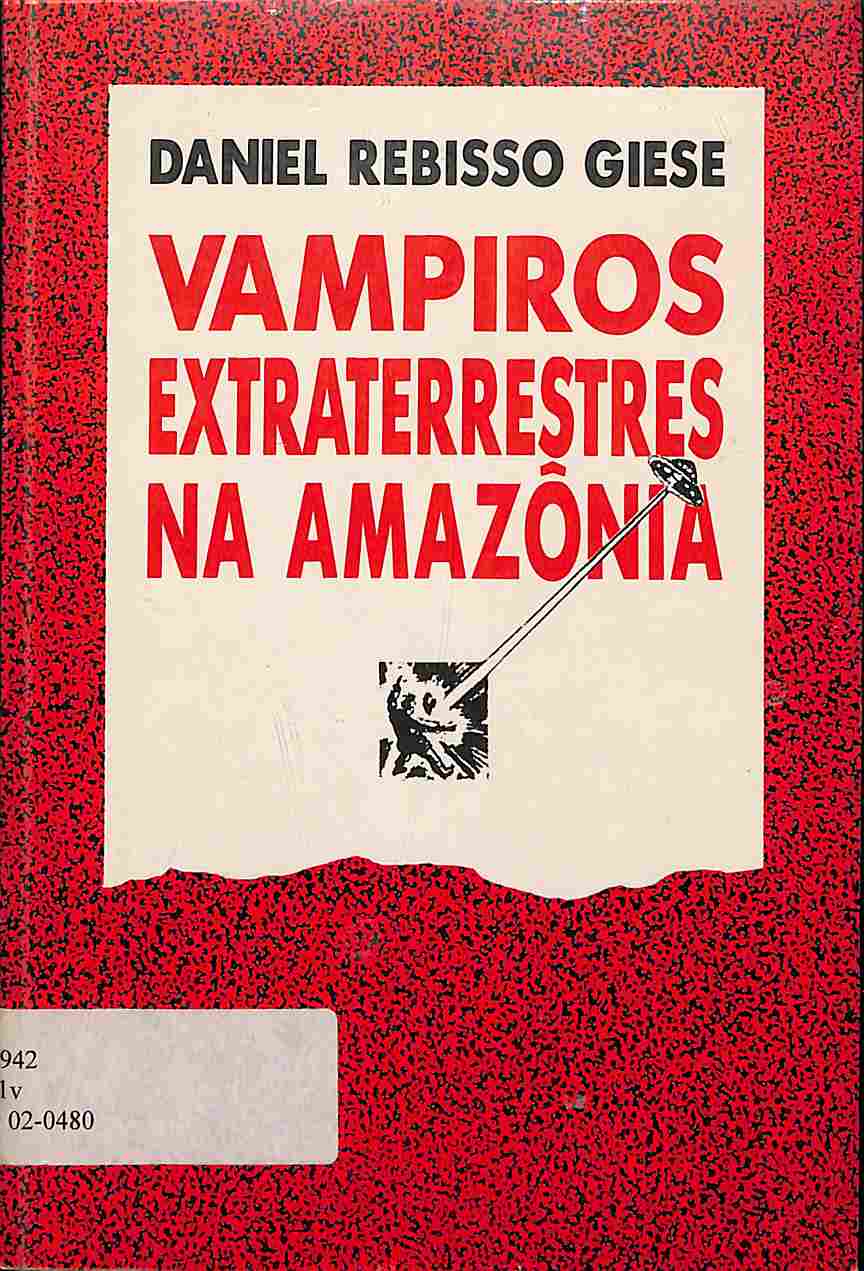 DANIEL REBISSO GIESE
VAMPIROS
EXTRATERRESTRES
NA AMAZÔNIA
942
1v
02-0480